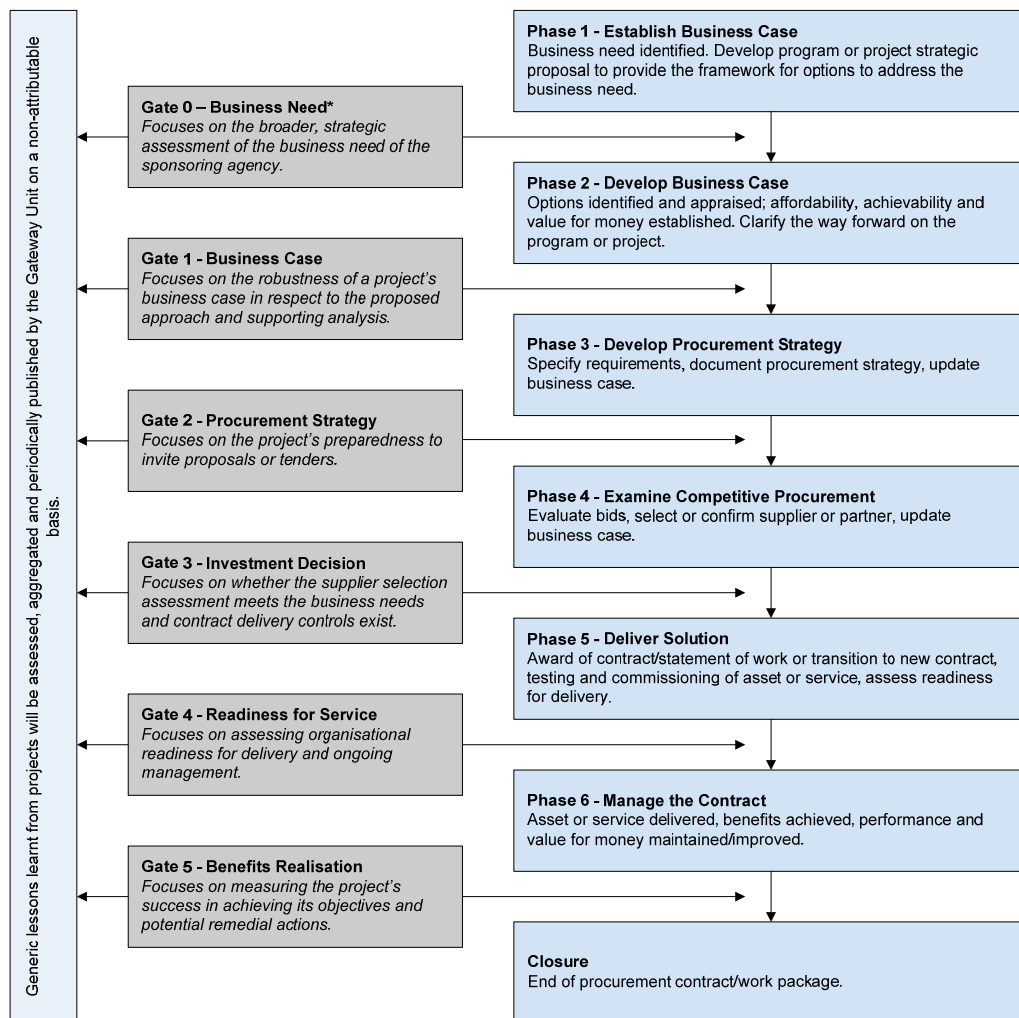 Generic lessons learnt from projects will be assessed, aggregated and periodically published by the Gateway Unit on a non-attributable
basis.
Phase 1 - Establish Business Case
Business need identified. Develop program or project strategic
proposal to provide the framework for options to address the
business need.
Gate 0 – Business Need*
Focuses on the broader, strategic
assessment of the business need of the
sponsoring agency.
Phase 2 - Develop Business Case
Options identified and appraised; affordability, achievability and
value for money established. Clarify the way forward on the
program or project.
Gate 1 - Business Case
Focuses on the robustness of a project's
business case in respect to the proposed
approach and supporting analysis.
Phase 3 - Develop Procurement Strategy
Specify requirements, document procurement strategy, update
business case.
Gate 2 - Procurement Strategy
Focuses on the project's preparedness to
invite proposals or tenders.
Phase 4 - Examine Competitive Procurement
Evaluate bids, select or confirm supplier or partner, update
business case.
Gate 3 - Investment Decision
Focuses on whether the supplier selection
assessment meets the business needs
and contract delivery controls exist.
Phase 5 - Deliver Solution
Award of contract/statement of work or transition to new contract,
testing and commissioning of asset or service, assess readiness
for delivery.
Gate 4 - Readiness for Service
Focuses on assessing organisational
readiness for delivery and ongoing
management.
Phase 6 - Manage the Contract
Asset or service delivered, benefits achieved, performance and
value for money maintained/improved.
Gate 5 - Benefits Realisation
Focuses on measuring the project's
success in achieving its objectives and
potential remedial actions.
Closure
End of procurement contract/work package.